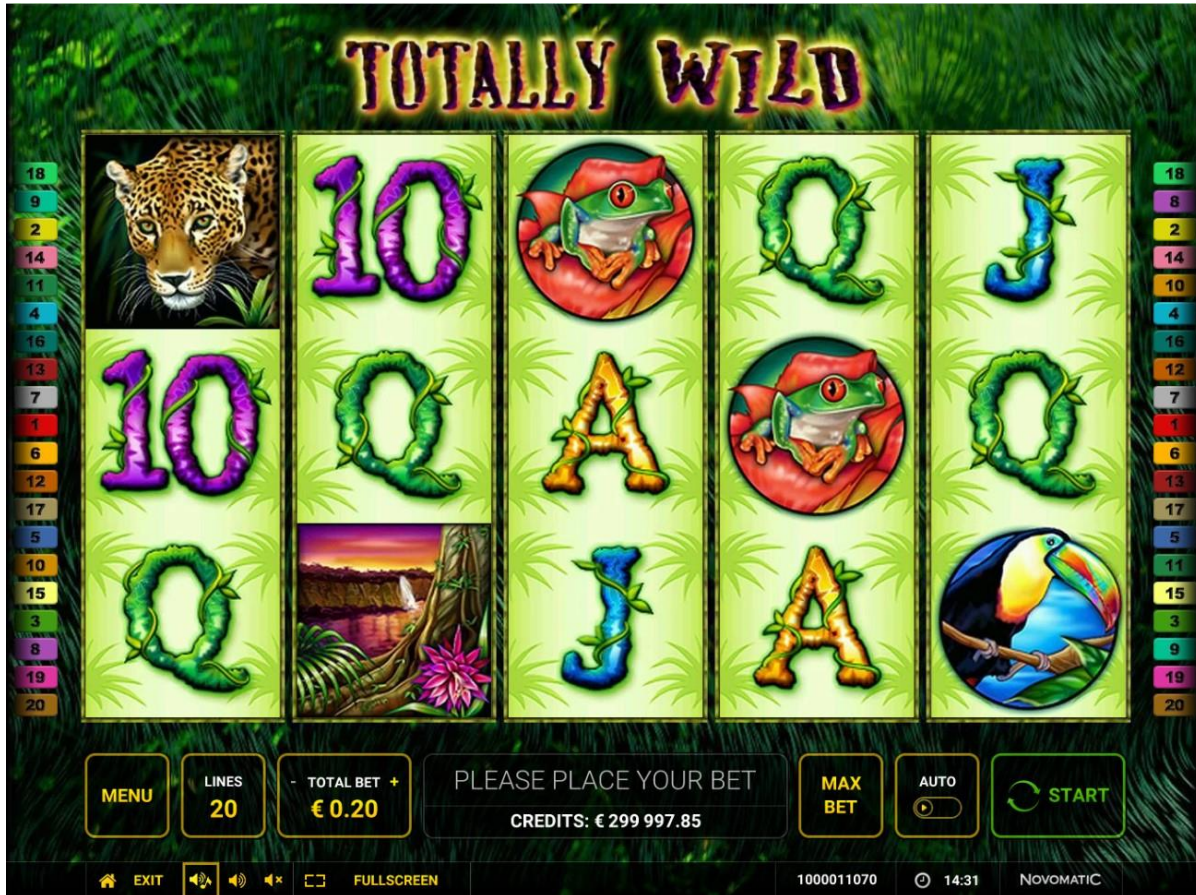 TOTALLY WILD
10 Q J
10 Q A Q
Q J A
18 18
9 8
2 2
14 14
11 10
4 4
16 16
13 12
7 7
1 1
6 6
12 13
17 17
5 5
10 11
15 15
3 3
8 9
19 19
20 20
MENU
LINES
20
- TOTAL BET +
€ 0.20
PLEASE PLACE YOUR BET
CREDITS: € 299 997.85
MAX
BET
AUTO
START
EXIT FULLSCREEN 1000011070 14:31 NOVOMATIC